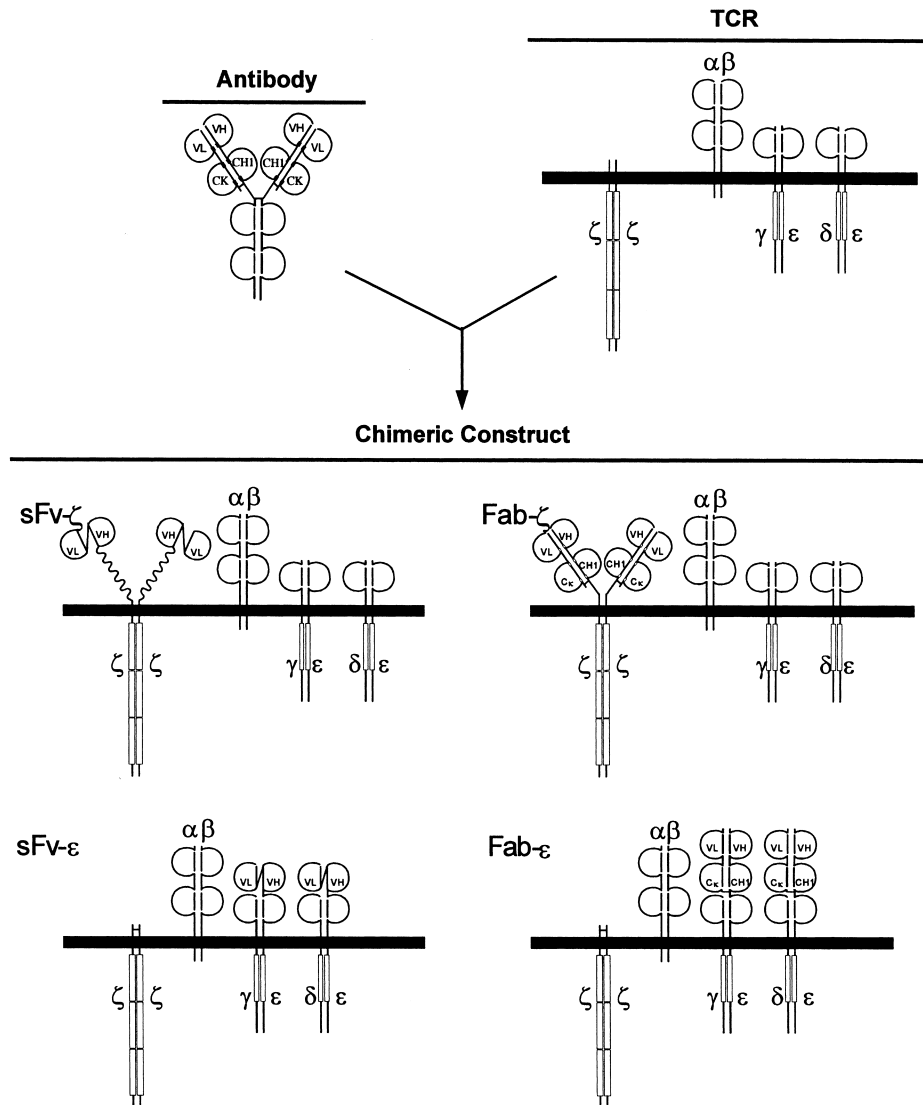 TCR
αβ
Antibody
VH VH
VL VL
CH1 CH1
CK CK
ζ ζ γ ε δ ε
Chimeric Construct
sFv-ζ
αβ
VH VH
VL VL
ζ ζ γ ε δ ε
Fab-ζ
αβ
VH VH
VL VL
CH1 CH1
Cκ Cκ
ζ ζ γ ε δ ε
sFv-ε
αβ
VL VH VL VH
ζ ζ γ ε δ ε
Fab-ε
αβ
VL VH VL VH
Cκ CH1 Cκ CH1
ζ ζ γ ε δ ε